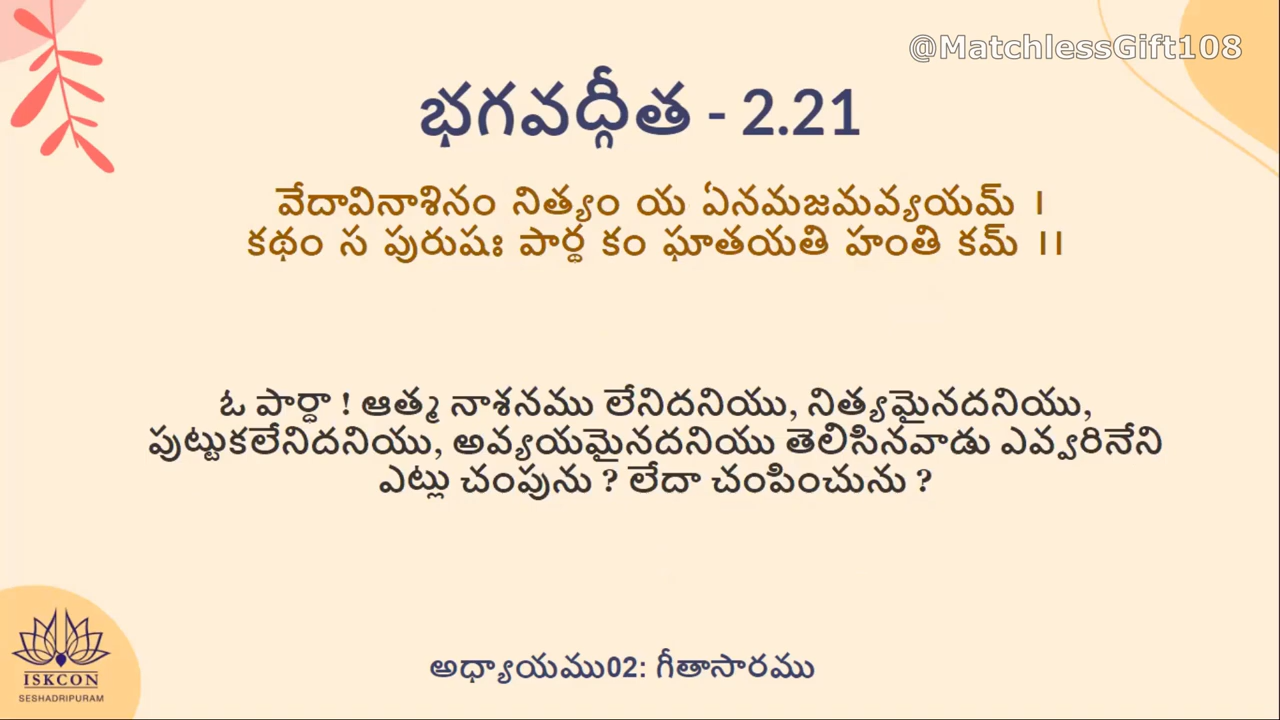 @MatchlessGift108
భగవద్గీత - 2.21
వేదావినాశినం నిత్యం య ఏనమజమవ్యయమ్ ।
కథం స పురుషః పార్థ కం ఘాతయతి హంతి కమ్ ।।
ఓ పార్థా ! ఆత్మ నాశనము లేనిదనియు, నిత్యమైనదనియు,
పుట్టుకలేనిదనియు, అవ్యయమైనదనియు తెలిసినవాడు ఎవ్వరినేని
ఎట్లు చంపును ? లేదా చంపించును ?
ISKCON
SESHADRIPURAM
అధ్యాయము02: గీతాసారము